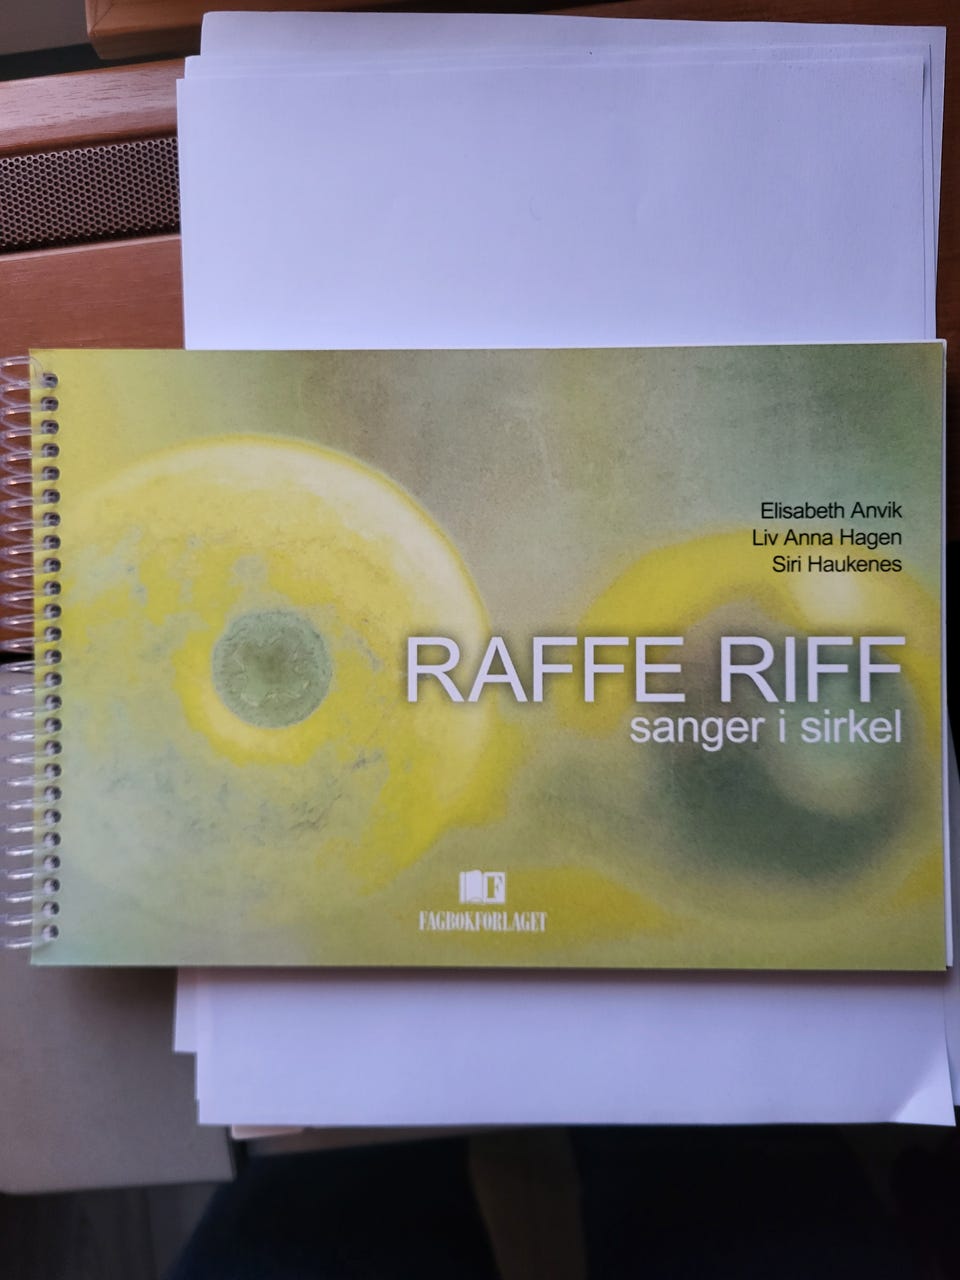 Elisabeth Anvik
Liv Anna Hagen
Siri Haukenes
RAFFE RIFF
sanger i sirkel
F
FAGBOKFORLAGET